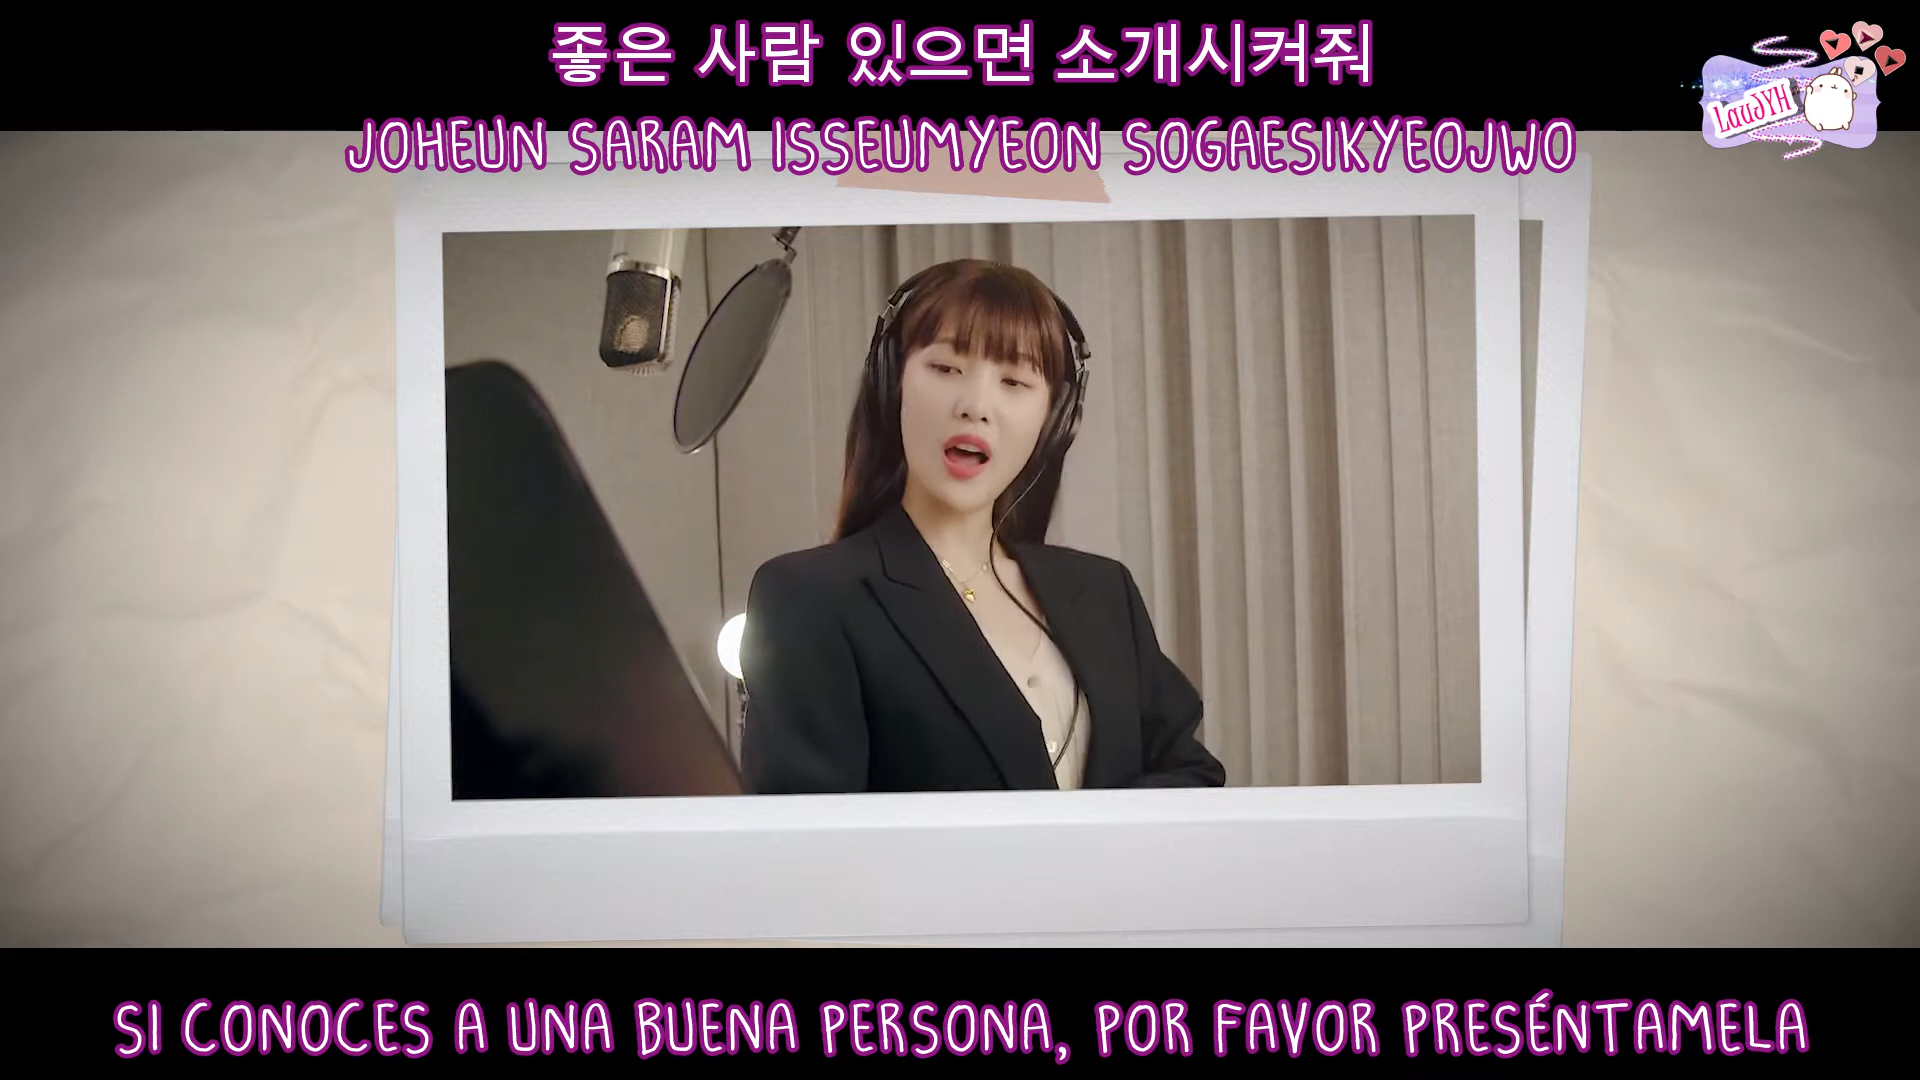 좋은 사람 있으면 소개시켜줘
LauJYH
JOHEUN SARAM ISSEUMYEON SOGAESIKYEOJWO
SI CONOCES A UNA BUENA PERSONA, POR FAVOR PRESÉNTAMELA